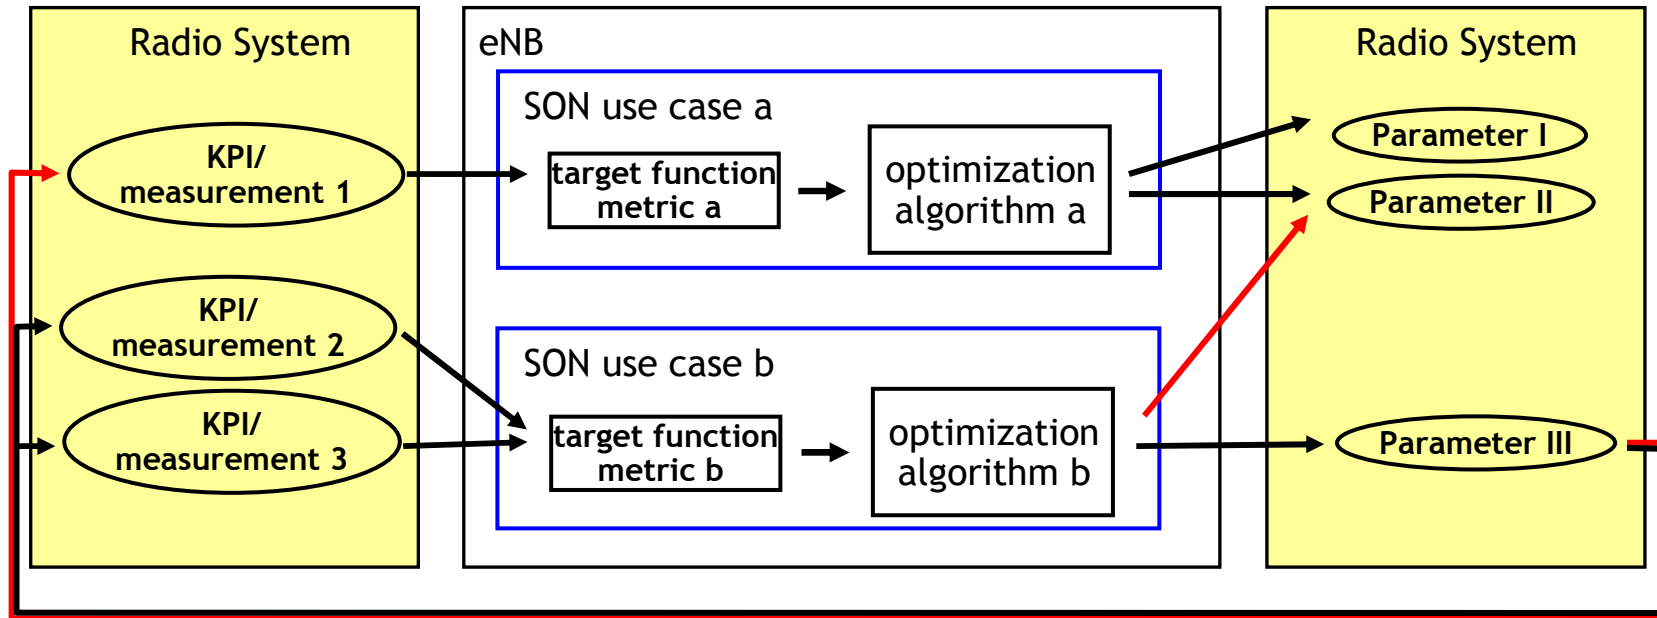 Radio System
KPI/
measurement 1
KPI/
measurement 2
KPI/
measurement 3
eNB
SON use case a
target function
metric a
optimization
algorithm a
SON use case b
target function
metric b
optimization
algorithm b
Radio System
Parameter I
Parameter II
Parameter III